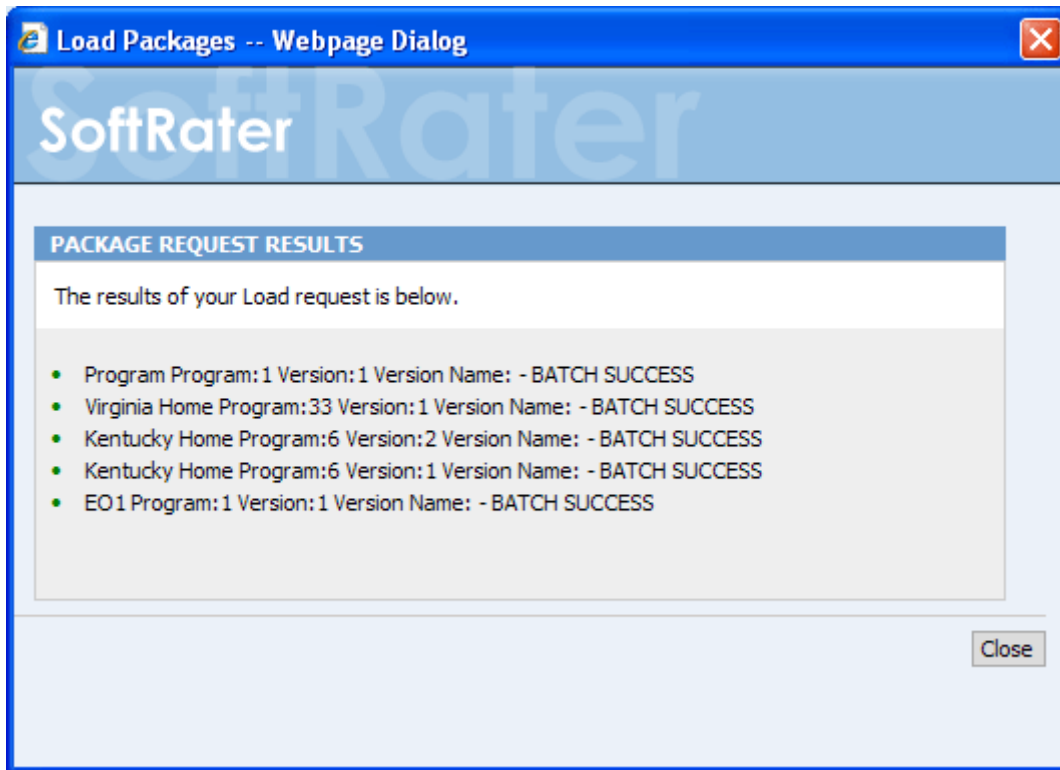 Load Packages -- Webpage Dialog
SoftRater
SoftRater
PACKAGE REQUEST RESULTS
The results of your Load request is below.
• Program Program:1 Version:1 Version Name: - BATCH SUCCESS
• Virginia Home Program:33 Version:1 Version Name: - BATCH SUCCESS
• Kentucky Home Program:6 Version:2 Version Name: - BATCH SUCCESS
• Kentucky Home Program:6 Version:1 Version Name: - BATCH SUCCESS
• EO1 Program:1 Version:1 Version Name: - BATCH SUCCESS
Close